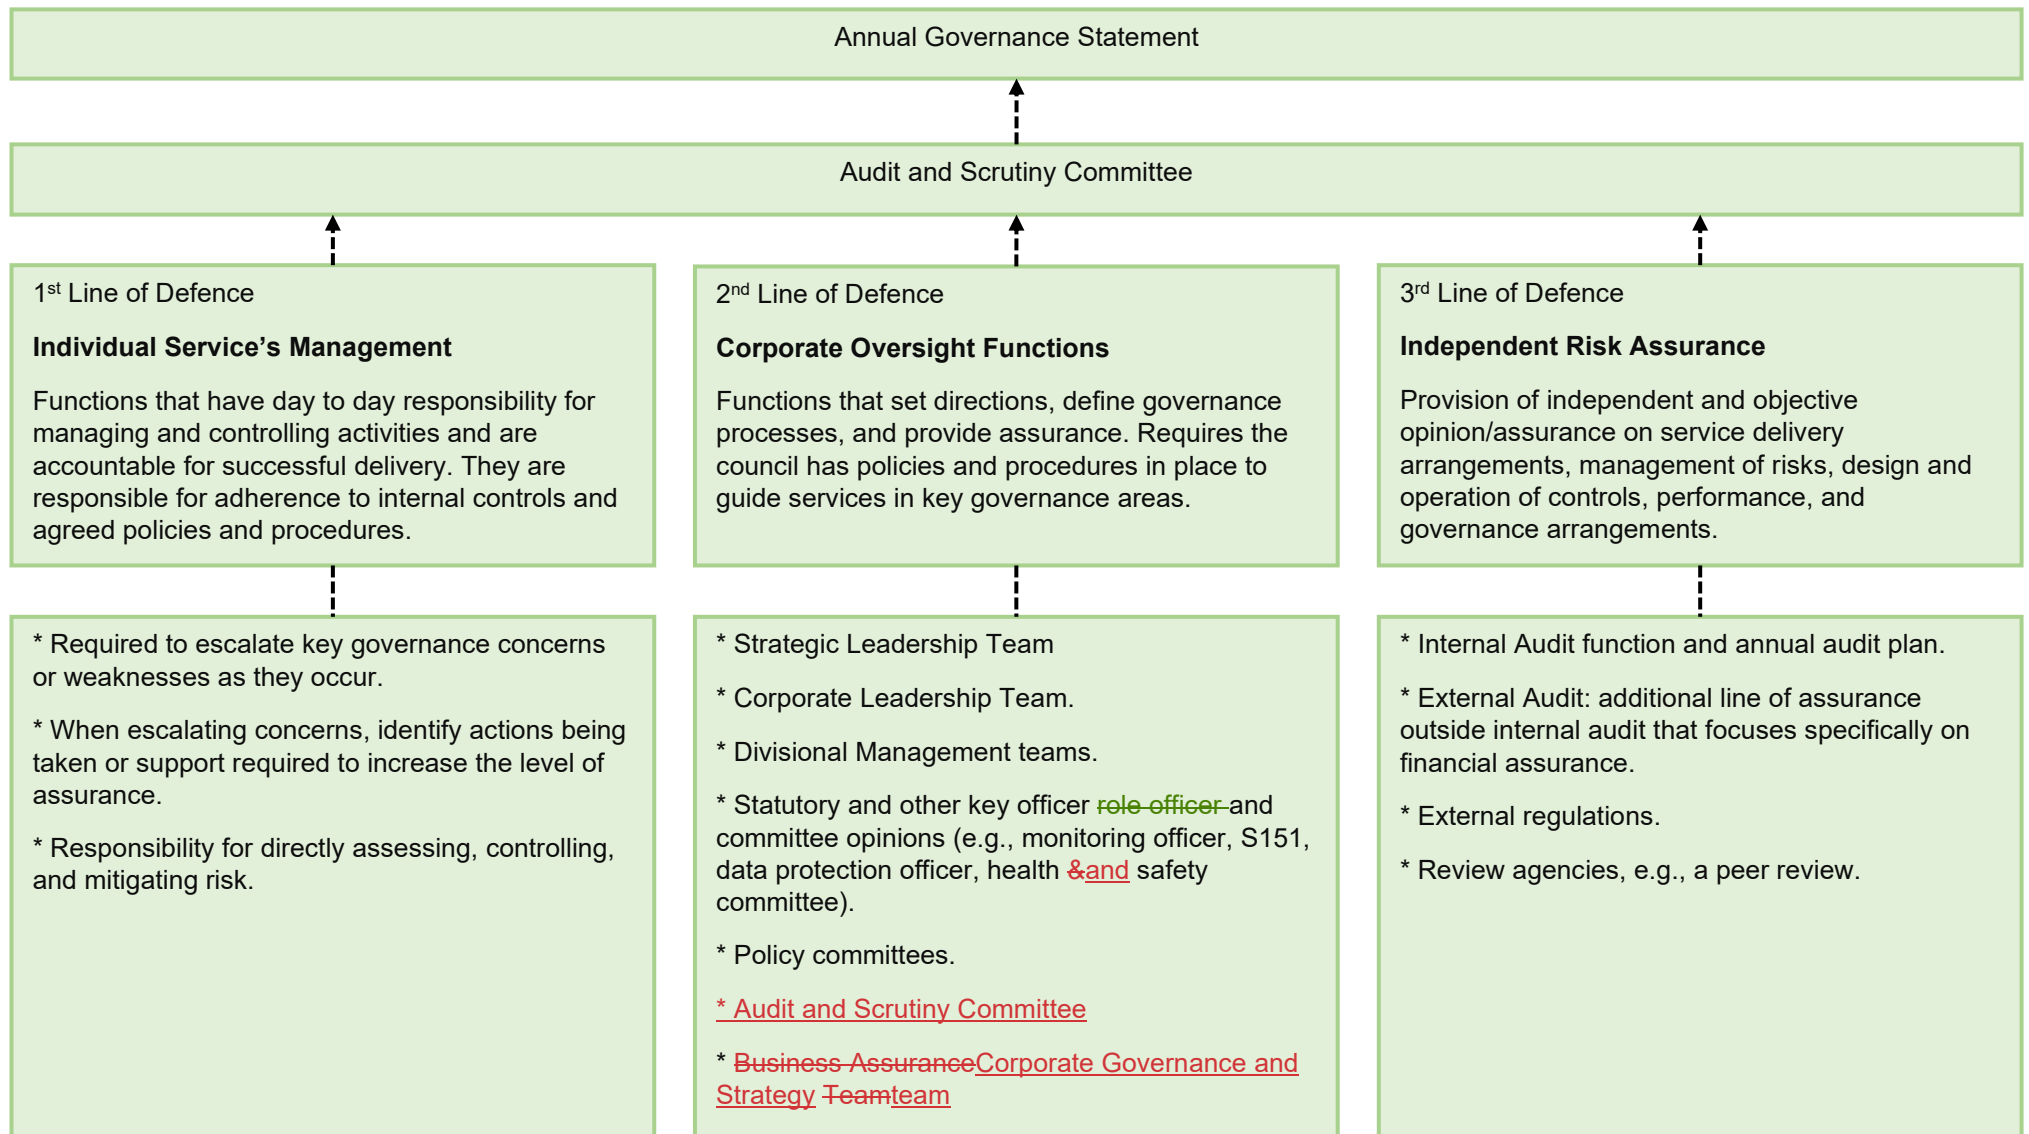 Annual Governance Statement
Audit and Scrutiny Committee
1st Line of Defence
Individual Service’s Management
Functions that have day to day responsibility for
managing and controlling activities and are
accountable for successful delivery. They are
responsible for adherence to internal controls and
agreed policies and procedures.
2nd Line of Defence
Corporate Oversight Functions
Functions that set directions, define governance
processes, and provide assurance. Requires the
council has policies and procedures in place to
guide services in key governance areas.
3rd Line of Defence
Independent Risk Assurance
Provision of independent and objective
opinion/assurance on service delivery
arrangements, management of risks, design and
operation of controls, performance, and
governance arrangements.
* Required to escalate key governance concerns
or weaknesses as they occur.
* When escalating concerns, identify actions being
taken or support required to increase the level of
assurance.
* Responsibility for directly assessing, controlling,
and mitigating risk.
* Strategic Leadership Team
* Corporate Leadership Team.
* Divisional Management teams.
* Statutory and other key officer role officer and
committee opinions (e.g., monitoring officer, S151,
data protection officer, health &and safety
committee).
* Policy committees.
* Audit and Scrutiny Committee
* Business AssuranceCorporate Governance and
Strategy Teamteam
* Internal Audit function and annual audit plan.
* External Audit: additional line of assurance
outside internal audit that focuses specifically on
financial assurance.
* External regulations.
* Review agencies, e.g., a peer review.